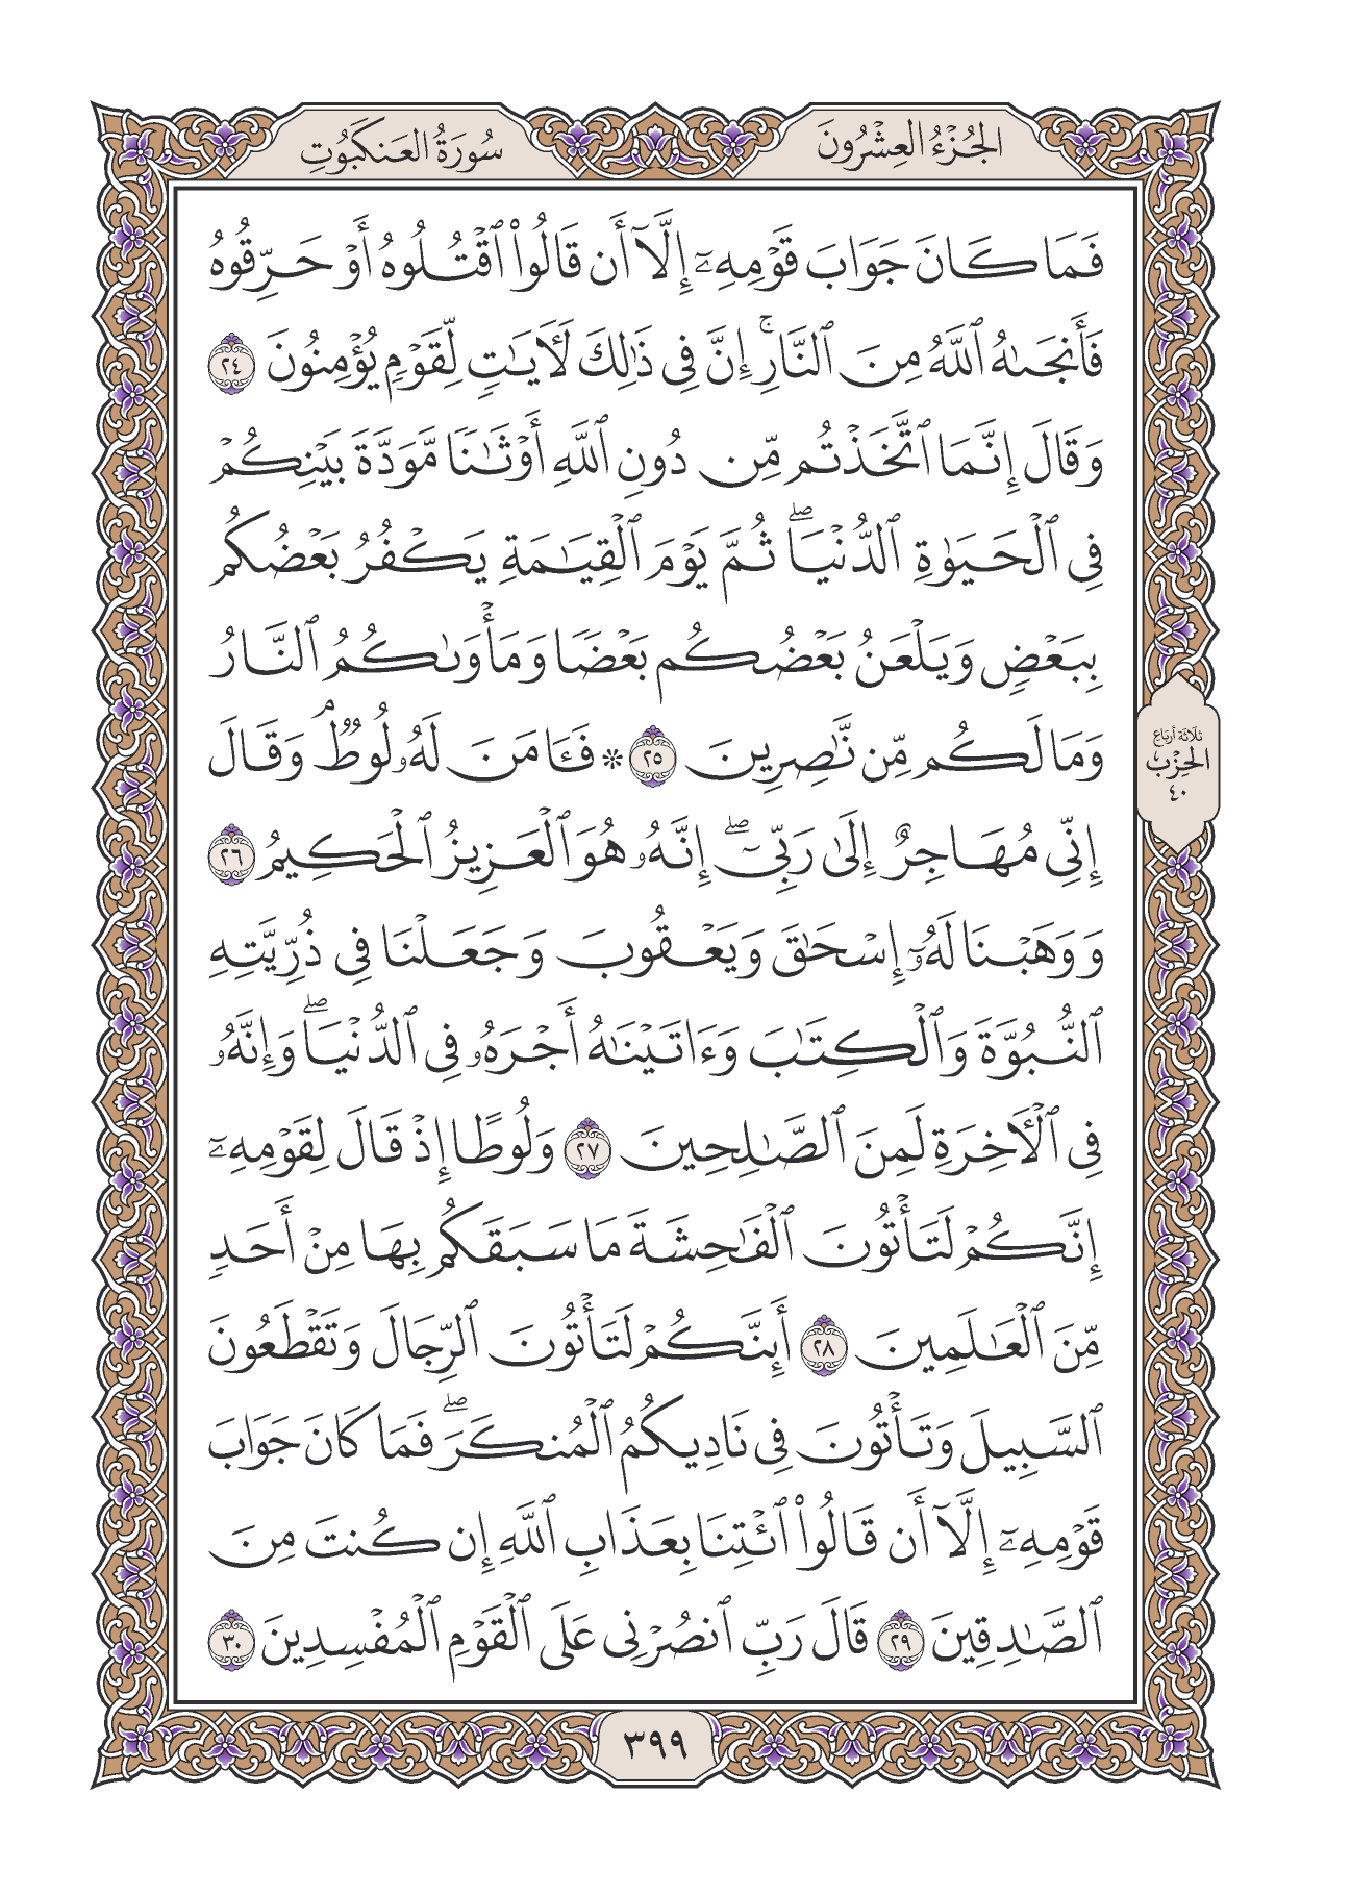 الجُزْءُ العِشْرُونَ
سُورَةُ العَنكَبُوتِ
فَمَا كَانَ جَوَابَ قَوْمِهِۦٓ إِلَّآ أَن قَالُوا۟ ٱقْتُلُوهُ أَوْ حَرِّقُوهُ
فَأَنجَىٰهُ ٱللَّهُ مِنَ ٱلنَّارِۚ إِنَّ فِى ذَٰلِكَ لَـَٔايَـٰتٍ لِّقَوْمٍ يُؤْمِنُونَ ٢٤
وَقَالَ إِنَّمَا ٱتَّخَذْتُم مِّن دُونِ ٱللَّهِ أَوْثَـٰنًا مَّوَدَّةَ بَيْنِكُمْ
فِى ٱلْحَيَوٰةِ ٱلدُّنْيَاۖ ثُمَّ يَوْمَ ٱلْقِيَـٰمَةِ يَكْفُرُ بَعْضُكُم
بِبَعْضٍ وَيَلْعَنُ بَعْضُكُم بَعْضًا وَمَأْوَىٰكُمُ ٱلنَّارُ
وَمَا لَكُم مِّن نَّـٰصِرِينَ ٢٥ ۞ فَـَٔامَنَ لَهُۥ لُوطٌۘ وَقَالَ
إِنِّى مُهَاجِرٌ إِلَىٰ رَبِّىٓۖ إِنَّهُۥ هُوَ ٱلْعَزِيزُ ٱلْحَكِيمُ ٢٦
وَوَهَبْنَا لَهُۥٓ إِسْحَـٰقَ وَيَعْقُوبَ وَجَعَلْنَا فِى ذُرِّيَّتِهِ
ٱلنُّبُوَّةَ وَٱلْكِتَـٰبَ وَءَاتَيْنَـٰهُ أَجْرَهُۥ فِى ٱلدُّنْيَاۖ وَإِنَّهُۥ
فِى ٱلْـَٔاخِرَةِ لَمِنَ ٱلصَّـٰلِحِينَ ٢٧ وَلُوطًا إِذْ قَالَ لِقَوْمِهِۦٓ
إِنَّكُمْ لَتَأْتُونَ ٱلْفَـٰحِشَةَ مَا سَبَقَكُم بِهَا مِنْ أَحَدٍ
مِّنَ ٱلْعَـٰلَمِينَ ٢٨ أَئِنَّكُمْ لَتَأْتُونَ ٱلرِّجَالَ وَتَقْطَعُونَ
ٱلسَّبِيلَ وَتَأْتُونَ فِى نَادِيكُمُ ٱلْمُنكَرَۖ فَمَا كَانَ جَوَابَ
قَوْمِهِۦٓ إِلَّآ أَن قَالُوا۟ ٱئْتِنَا بِعَذَابِ ٱللَّهِ إِن كُنتَ مِنَ
ٱلصَّـٰدِقِينَ ٢٩ قَالَ رَبِّ ٱنصُرْنِى عَلَى ٱلْقَوْمِ ٱلْمُفْسِدِينَ ٣٠
ثلاثة أرباع
الحِزْب
٤٠
٣٩٩